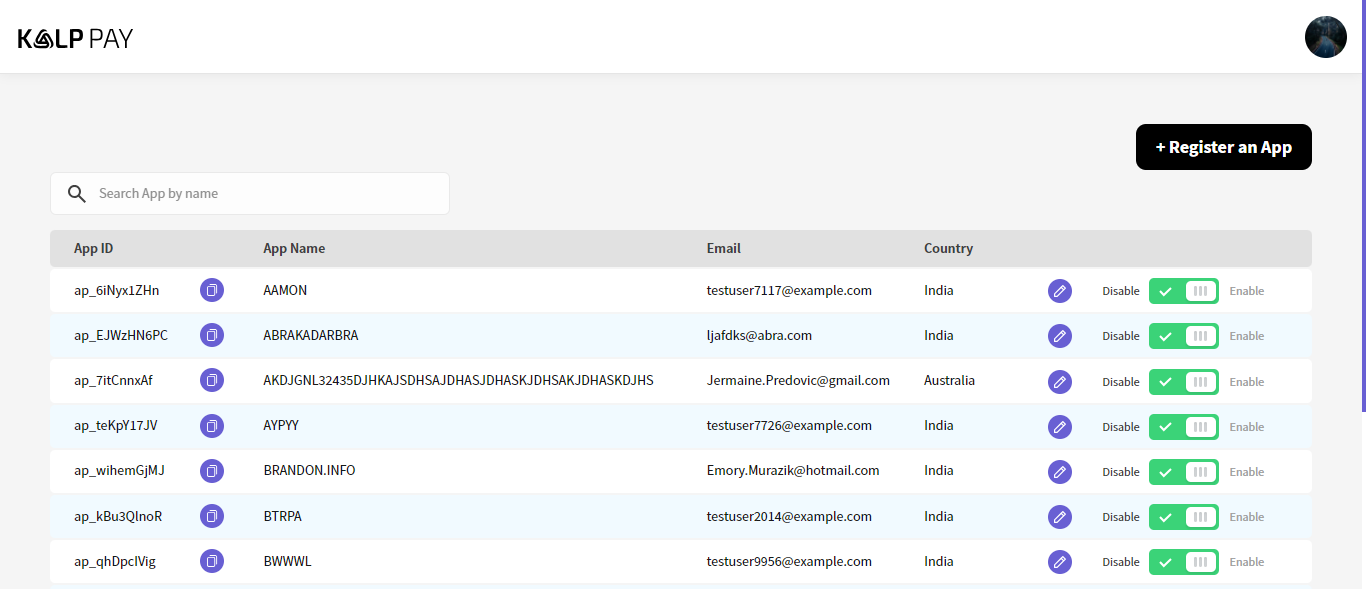 KALP PAY
+ Register an App
Search App by name
App ID App Name Email Country
ap_6iNyx1ZHn AAMON testuser7117@example.com India Disable Enable
ap_EJWzHN6PC ABRAKADARBRA ljafdks@abra.com India Disable Enable
ap_7itCnnxAf AKDJGNL32435DJHKAJSDHSAJDHASJDHASKJDHSAKJDHASKDJHS Jermaine.Predovic@gmail.com Australia Disable Enable
ap_teKpY17JV AYPYY testuser7726@example.com India Disable Enable
ap_wihemGjMJ BRANDON.INFO Emory.Murazik@hotmail.com India Disable Enable
ap_kBu3QlnoR BTRPA testuser2014@example.com India Disable Enable
ap_qhDpcIVig BWWWL testuser9956@example.com India Disable Enable